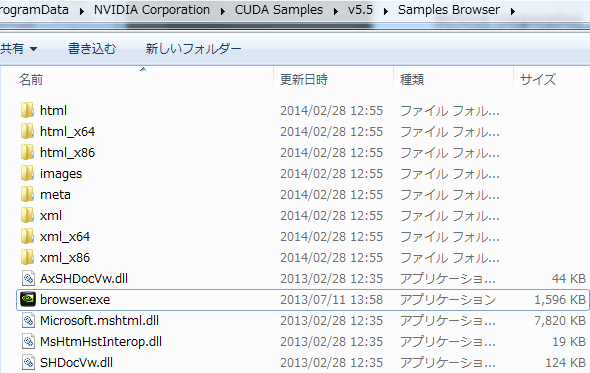 rogramData ▸ NVIDIA Corporation ▸ CUDA Samples ▸ v5.5 ▸ Samples Browser ▸
共有 ▼ 書き込む 新しいフォルダー
名前 更新日時 種類 サイズ
html 2014/02/28 12:55 ファイル フォル...
html_x64 2014/02/28 12:55 ファイル フォル...
html_x86 2014/02/28 12:55 ファイル フォル...
images 2014/02/28 12:55 ファイル フォル...
meta 2014/02/28 12:55 ファイル フォル...
xml 2014/02/28 12:55 ファイル フォル...
xml_x64 2014/02/28 12:55 ファイル フォル...
xml_x86 2014/02/28 12:55 ファイル フォル...
AxSHDocVw.dll 2013/02/28 12:35 アプリケーショ... 44 KB
browser.exe 2013/07/11 13:58 アプリケーション 1,596 KB
Microsoft.mshtml.dll 2013/02/28 12:35 アプリケーショ... 7,820 KB
MsHtmHstInterop.dll 2013/02/28 12:35 アプリケーショ... 19 KB
SHDocVw.dll 2013/02/28 12:35 アプリケーショ... 124 KB